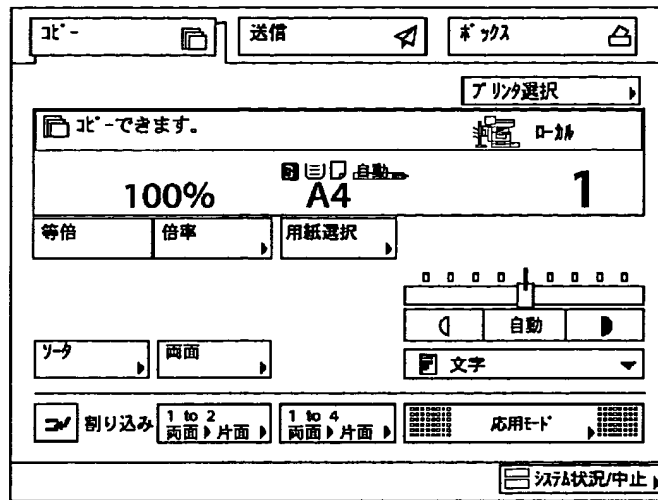 ｺﾋﾟｰ
送信
ﾎﾞｯｸｽ
ﾌﾟﾘﾝﾀ選択
ｺﾋﾟｰできます。
ﾛｰｶﾙ
自動
100% A4 1
等倍 倍率 用紙選択
自動
ｿｰﾀ 両面
文字
割り込み
1 to 2
両面▶片面
1 to 4
両面▶片面
応用ﾓｰﾄﾞ
ｼｽﾃﾑ状況/中止